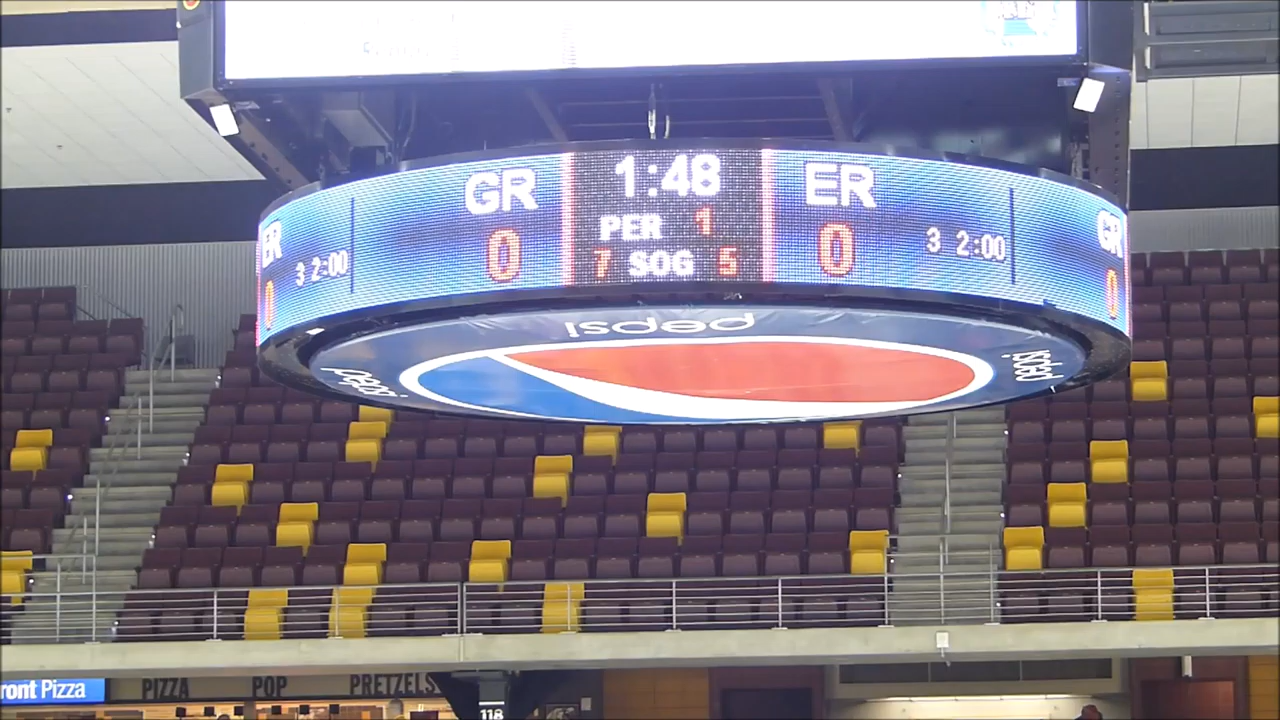 GR 1:48 ER
PER 1
0 7 SOG 5 0
3 2:00
ER
3 2:00
0
GR
0
pepsi
pepsi
pepsi
ront Pizza
PIZZA POP PRETZELS
118